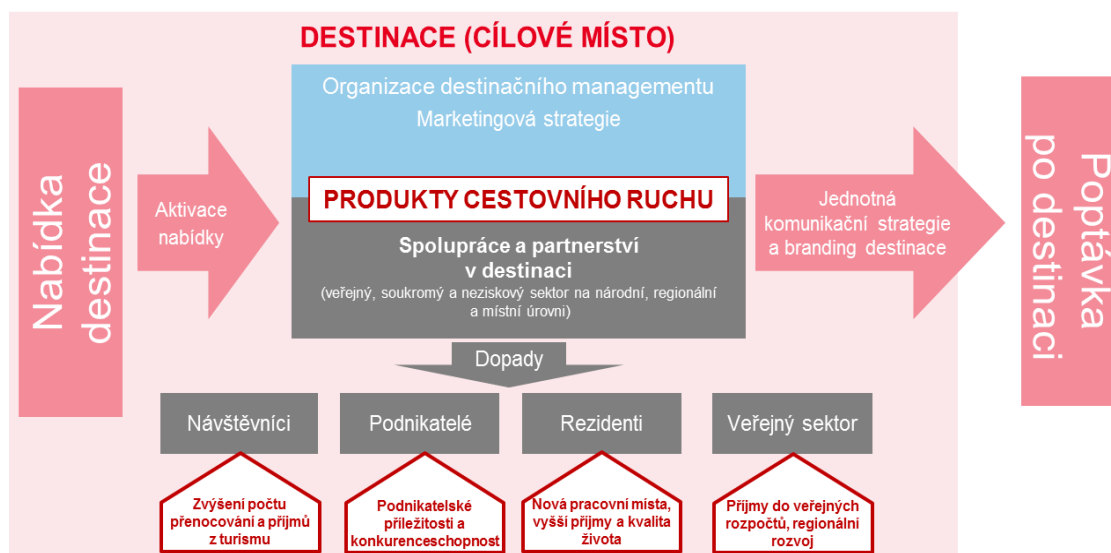 DESTINACE (CÍLOVÉ MÍSTO)
Nabídka
destinace
Aktivace
nabídky
Organizace destinačního managementu
Marketingová strategie
PRODUKTY CESTOVNÍHO RUCHU
Spolupráce a partnerství
v destinaci
(veřejný, soukromý a neziskový sektor na národní, regionální
a místní úrovni)
Jednotná
komunikační strategie
a branding destinace
Poptávka
po destinaci
Dopady
Návštěvníci
Podnikatelé
Rezidenti
Veřejný sektor
Zvýšení počtu
přenocování a příjmů
z turismu
Podnikatelské
příležitosti a
konkurenceschopnost
Nová pracovní místa,
vyšší příjmy a kvalita
života
Příjmy do veřejných
rozpočtů, regionální
rozvoj